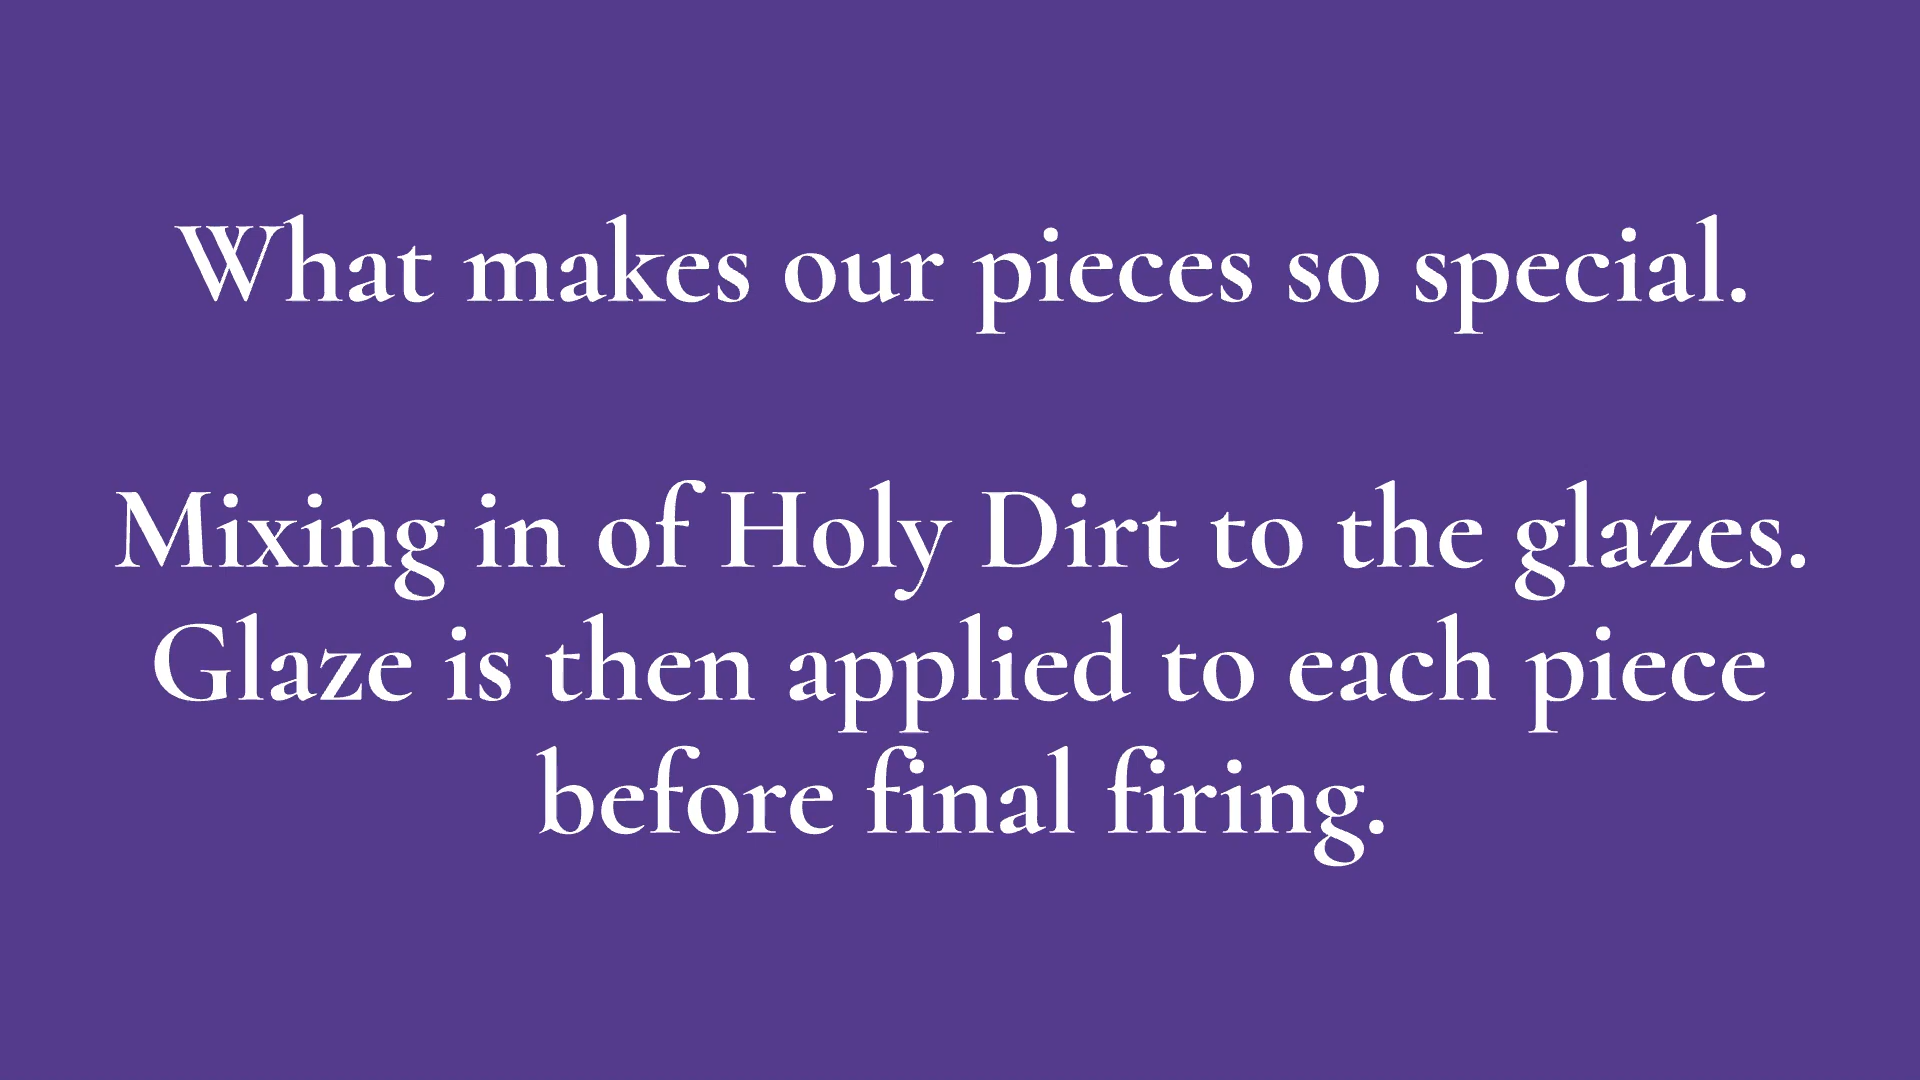 What makes our pieces so special.
Mixing in of Holy Dirt to the glazes.
Glaze is then applied to each piece
before final firing.